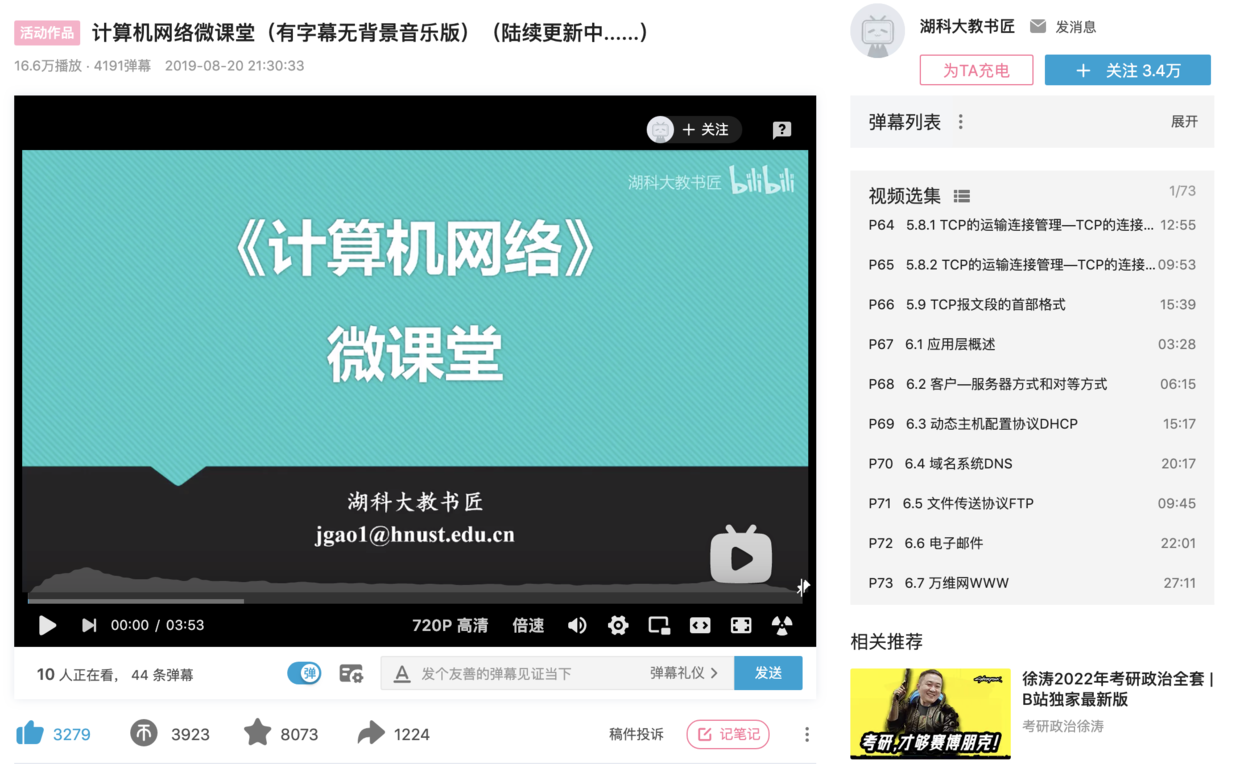 活动作品 计算机网络微课堂（有字幕无背景音乐版）（陆续更新中......）
16.6万播放 · 4191弹幕 2019-08-20 21:30:33
湖科大教书匠 发消息
为TA充电 + 关注 3.4万
+ 关注
湖科大教书匠 bilibili
《计算机网络》
微课堂
湖科大教书匠
jgao1@hnust.edu.cn
00:00 / 03:53 720P 高清 倍速
10 人正在看， 44 条弹幕 弹 发个友善的弹幕见证当下 弹幕礼仪 > 发送
3279 3923 8073 1224 稿件投诉 记笔记
弹幕列表 展开
视频选集 1/73
P64 5.8.1 TCP的运输连接管理—TCP的连接... 12:55
P65 5.8.2 TCP的运输连接管理—TCP的连接... 09:53
P66 5.9 TCP报文段的首部格式 15:39
P67 6.1 应用层概述 03:28
P68 6.2 客户—服务器方式和对等方式 06:15
P69 6.3 动态主机配置协议DHCP 15:17
P70 6.4 域名系统DNS 20:17
P71 6.5 文件传送协议FTP 09:45
P72 6.6 电子邮件 22:01
P73 6.7 万维网WWW 27:11
相关推荐
考研,才够赛博朋克!
徐涛2022年考研政治全套 |
B站独家最新版
考研政治徐涛